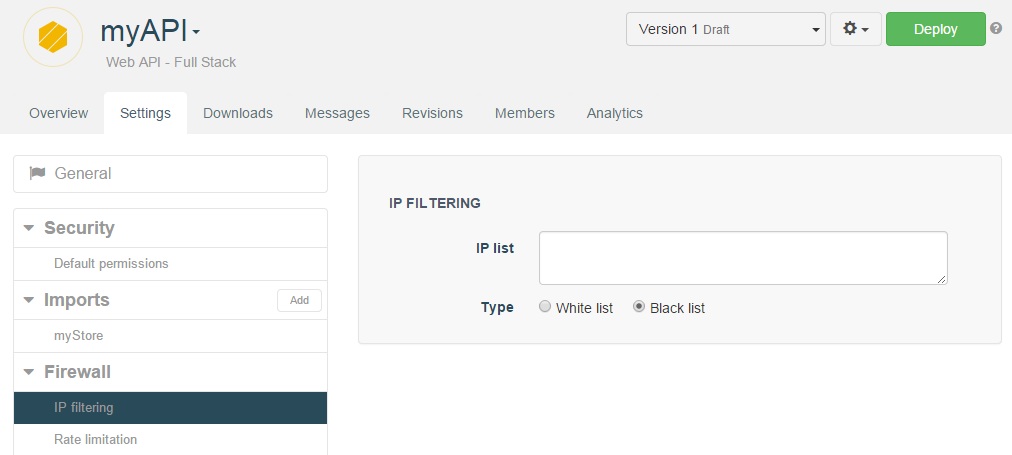 myAPI
Version 1 Draft
Deploy
Web API - Full Stack
Overview Settings Downloads Messages Revisions Members Analytics
General
Security
Default permissions
Imports Add
myStore
Firewall
IP filtering
Rate limitation
IP FILTERING
IP list
Type White list Black list